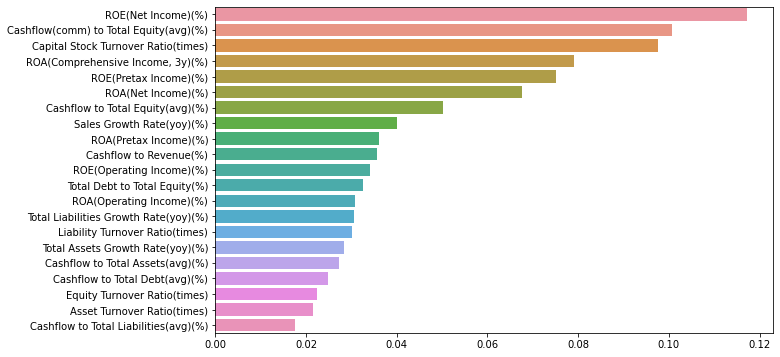 ROE(Net Income)(%)
Cashflow(comm) to Total Equity(avg)(%)
Capital Stock Turnover Ratio(times)
ROA(Comprehensive Income, 3y)(%)
ROE(Pretax Income)(%)
ROA(Net Income)(%)
Cashflow to Total Equity(avg)(%)
Sales Growth Rate(yoy)(%)
ROA(Pretax Income)(%)
Cashflow to Revenue(%)
ROE(Operating Income)(%)
Total Debt to Total Equity(%)
ROA(Operating Income)(%)
Total Liabilities Growth Rate(yoy)(%)
Liability Turnover Ratio(times)
Total Assets Growth Rate(yoy)(%)
Cashflow to Total Assets(avg)(%)
Cashflow to Total Debt(avg)(%)
Equity Turnover Ratio(times)
Asset Turnover Ratio(times)
Cashflow to Total Liabilities(avg)(%)
0.00 0.02 0.04 0.06 0.08 0.10 0.12